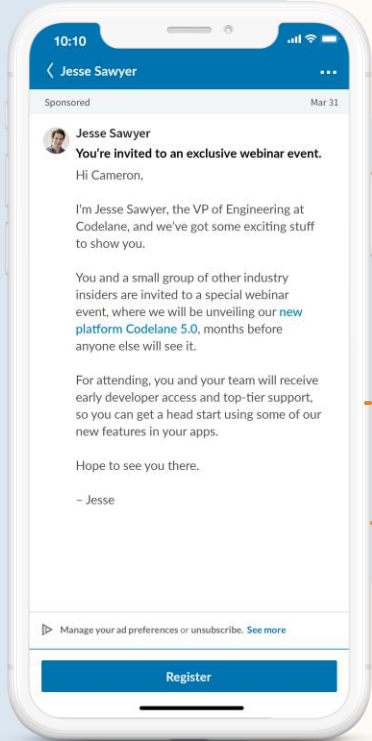 10:10
Jesse Sawyer
Sponsored Mar 31
Jesse Sawyer
You're invited to an exclusive webinar event.
Hi Cameron,
I'm Jesse Sawyer, the VP of Engineering at
Codelane, and we've got some exciting stuff
to show you.
You and a small group of other industry
insiders are invited to a special webinar
event, where we will be unveiling our new
platform Codelane 5.0, months before
anyone else will see it.
For attending, you and your team will receive
early developer access and top-tier support,
so you can get a head start using some of our
new features in your apps.
Hope to see you there.
– Jesse
Manage your ad preferences or unsubscribe. See more
Register